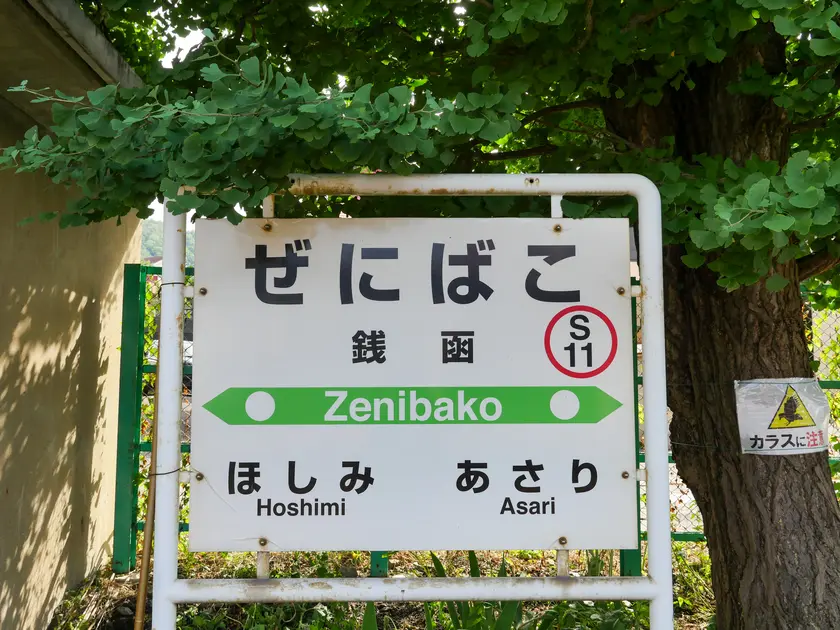 ぜにばこ
銭函
S
11
Zenibako
ほしみ
Hoshimi
あさり
Asari
カラスに注意